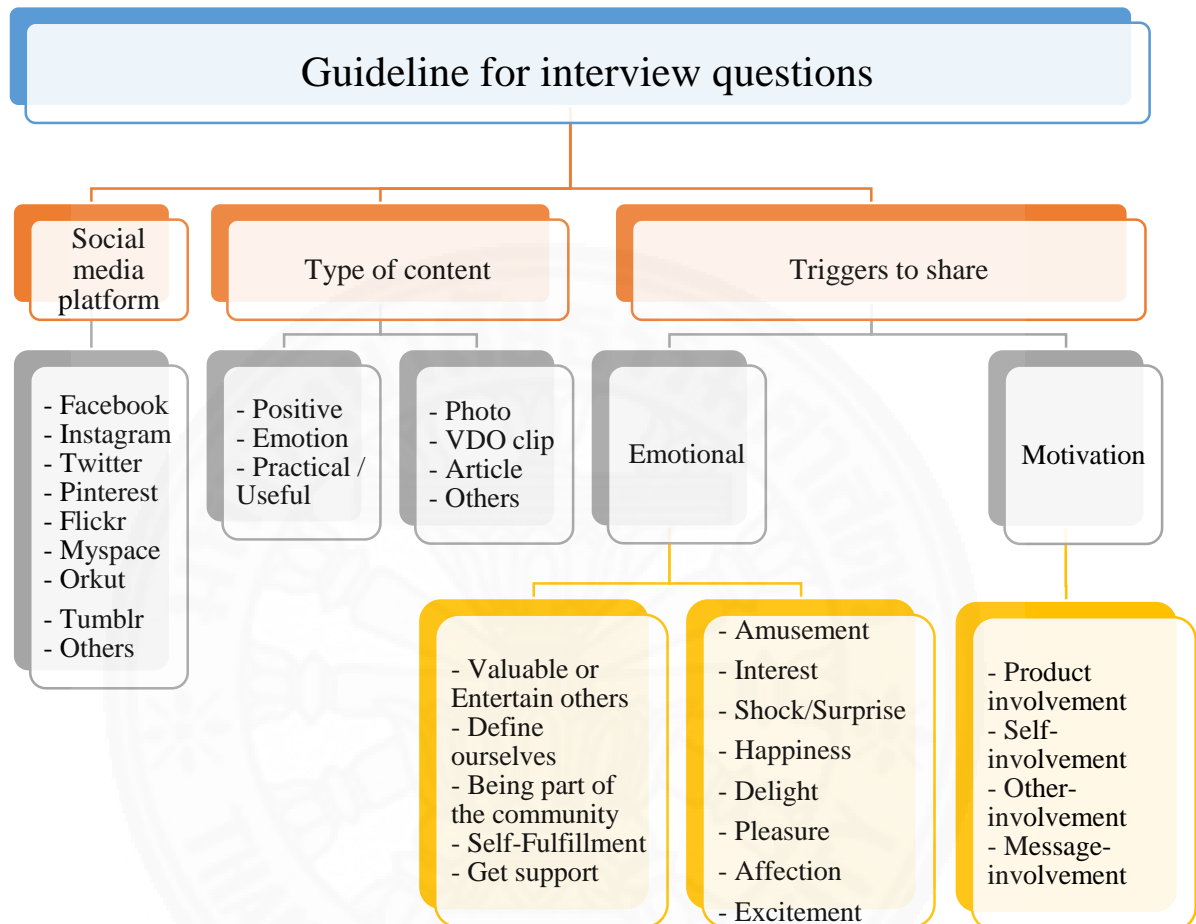 Guideline for interview questions
Social
media
platform
Type of content
Triggers to share
- Facebook
- Instagram
- Twitter
- Pinterest
- Flickr
- Myspace
- Orkut
- Tumblr
- Others
- Positive
- Emotion
- Practical /
Useful
- Photo
- VDO clip
- Article
- Others
Emotional
Motivation
- Valuable or
Entertain others
- Define
ourselves
- Being part of
the community
- Self-Fulfillment
- Get support
- Amusement
- Interest
- Shock/Surprise
- Happiness
- Delight
- Pleasure
- Affection
- Excitement
- Product
involvement
- Self-
involvement
- Other-
involvement
- Message-
involvement